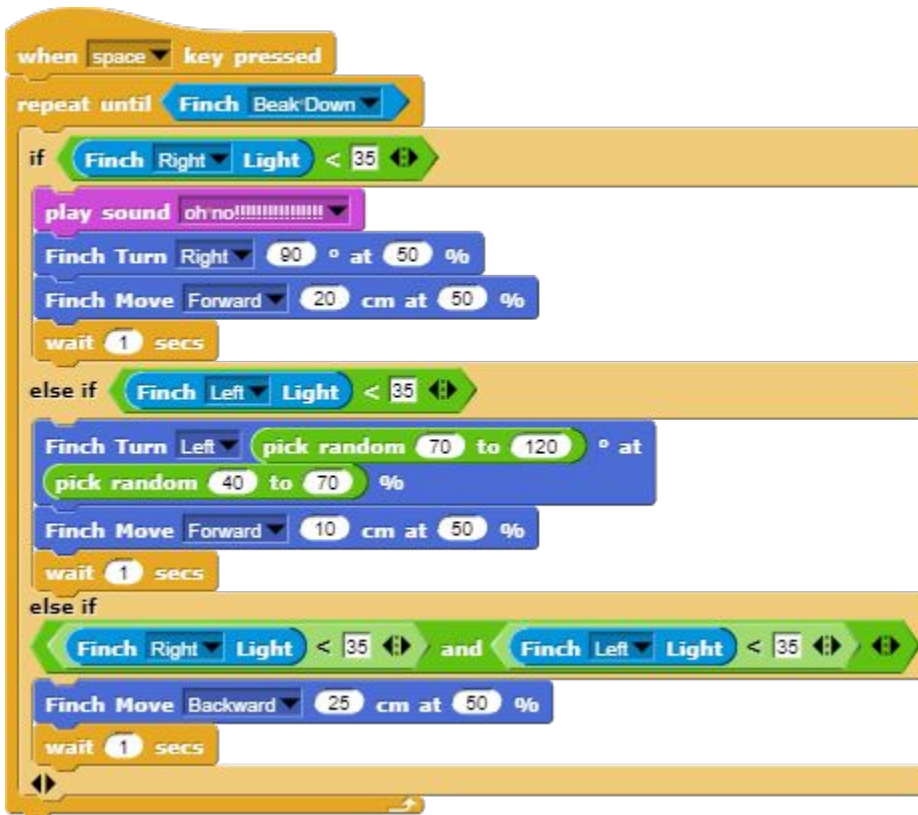 when space key pressed
repeat until Finch Beak Down
if Finch Right Light < 35
play sound oh no!!!!!!!!!!!!!!!!!
Finch Turn Right 90 ° at 50 %
Finch Move Forward 20 cm at 50 %
wait 1 secs
else if Finch Left Light < 35
Finch Turn Left pick random 70 to 120 ° at
pick random 40 to 70 %
Finch Move Forward 10 cm at 50 %
wait 1 secs
else if
Finch Right Light < 35 and Finch Left Light < 35
Finch Move Backward 25 cm at 50 %
wait 1 secs